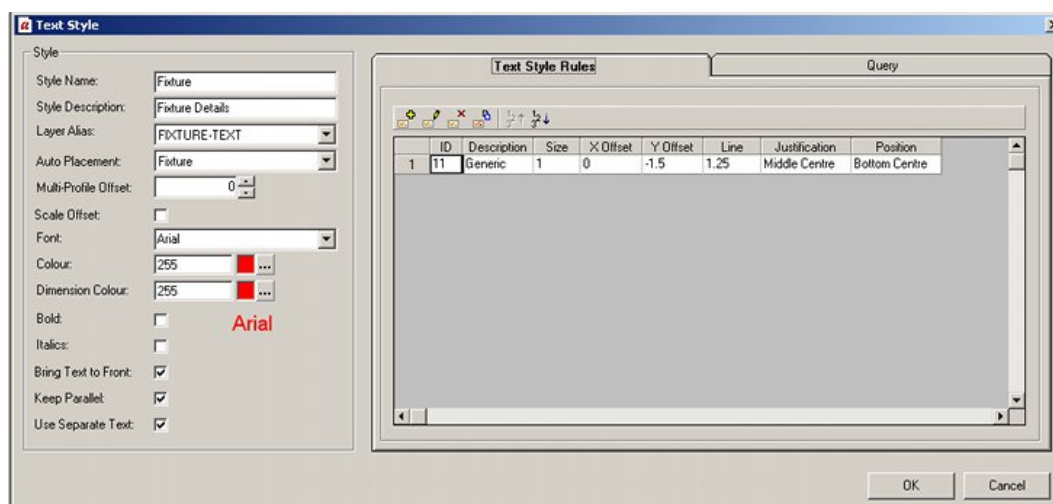 Text Style
Style
Style Name: Fixture
Style Description: Fixture Details
Layer Alias: FIXTURE-TEXT
Auto Placement: Fixture
Multi-Profile Offset: 0
Scale Offset:
Font: Arial
Colour: 255 ...
Dimension Colour: 255 ...
Bold:
Arial
Italics:
Bring Text to Front:
Keep Parallel:
Use Separate Text:
Text Style Rules Query
ID Description Size X Offset Y Offset Line Justification Position
1 11 Generic 1 0 -1.5 1.25 Middle Centre Bottom Centre
OK Cancel